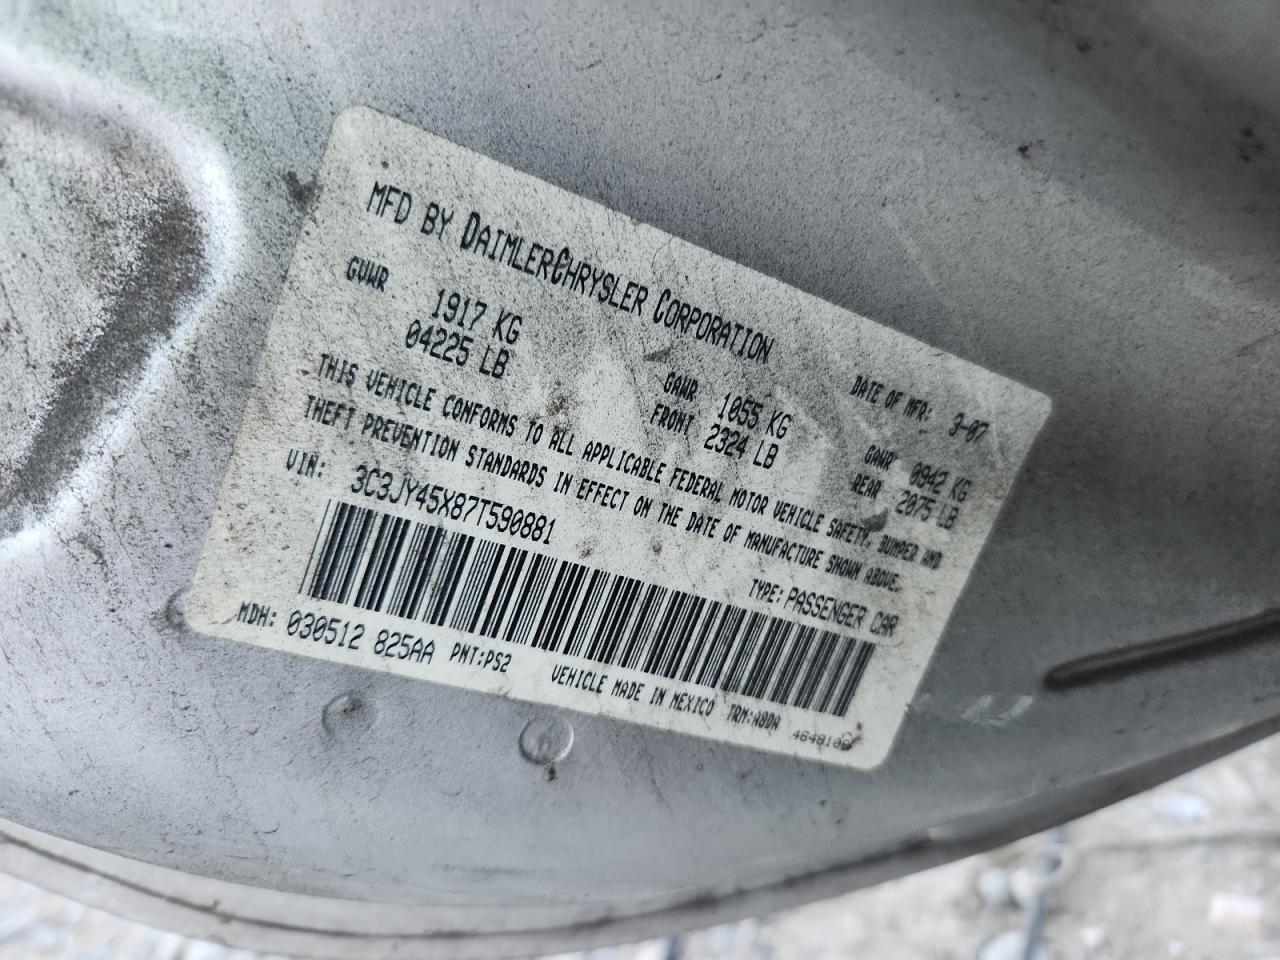 MFD BY DAIMLERCHRYSLER CORPORATION
DATE OF MFR: 3-07
GVWR 1917 KG
04225 LB
GAWR FRONT 1055 KG
2324 LB
GAWR REAR 0942 KG
2075 LB
THIS VEHICLE CONFORMS TO ALL APPLICABLE FEDERAL MOTOR VEHICLE SAFETY, BUMPER AND
THEFT PREVENTION STANDARDS IN EFFECT ON THE DATE OF MANUFACTURE SHOWN ABOVE.
VIN: 3C3JY45X87T590881
TYPE: PASSENGER CAR
MDH: 030512 825AA PNT:PS2 VEHICLE MADE IN MEXICO TRM:A8DA